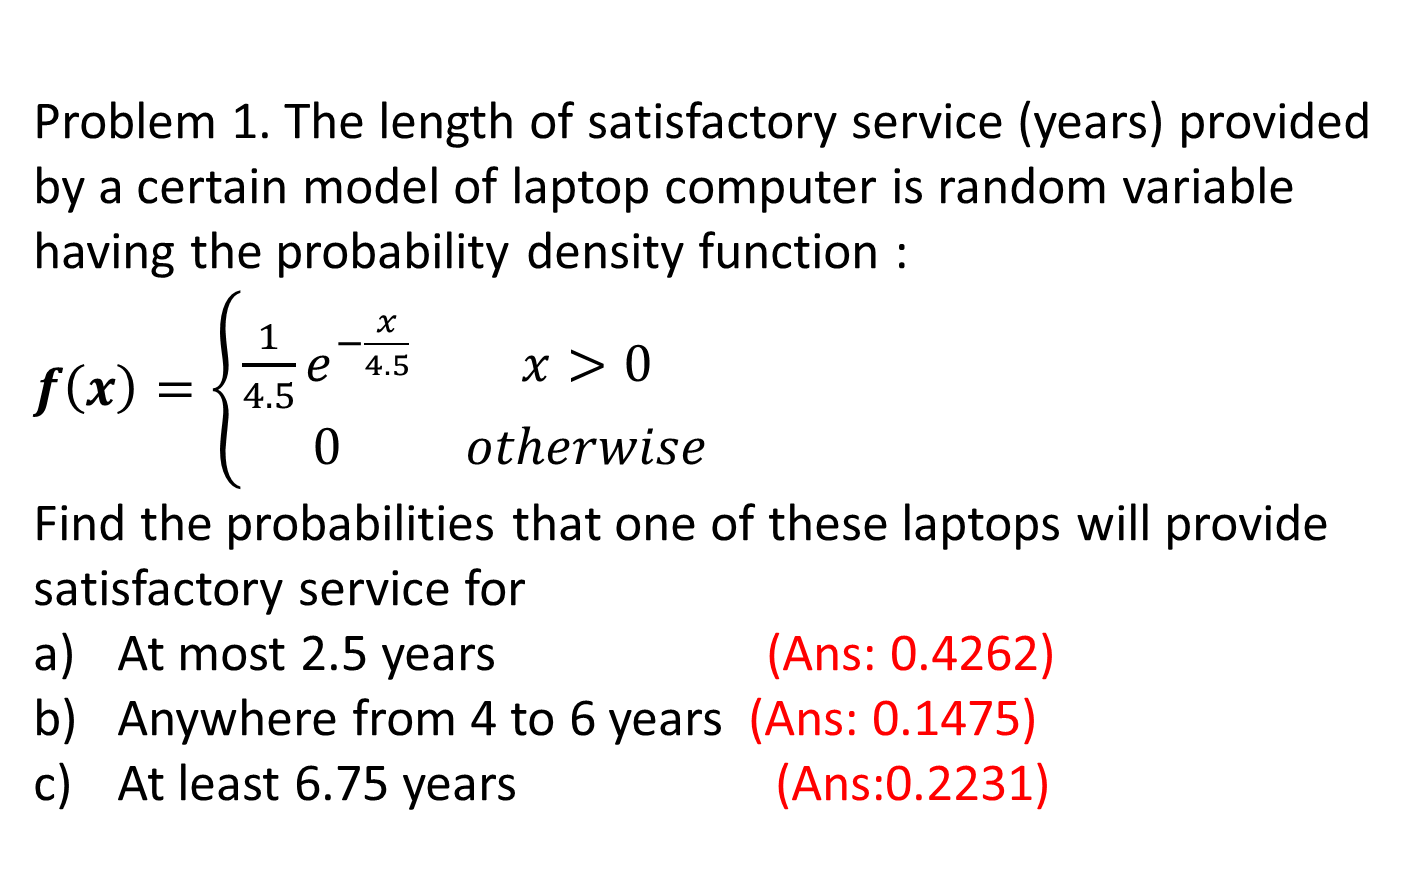 Problem 1. The length of satisfactory service (years) provided
by a certain model of laptop computer is random variable
having the probability density function :
f(x) = { 1/4.5 e^(-x/4.5) x > 0
0 otherwise
Find the probabilities that one of these laptops will provide
satisfactory service for
a) At most 2.5 years (Ans: 0.4262)
b) Anywhere from 4 to 6 years (Ans: 0.1475)
c) At least 6.75 years (Ans:0.2231)